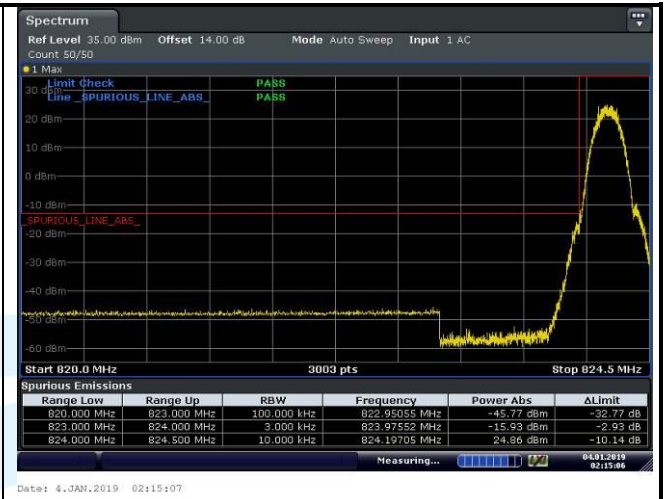 Spectrum
Ref Level 35.00 dBm Offset 14.00 dB Mode Auto Sweep Input 1 AC
Count 50/50
1 Max
Limit Check PASS
30 dBm
Line _SPURIOUS_LINE_ABS_ PASS
20 dBm
10 dBm
0 dBm
-10 dBm
_SPURIOUS_LINE_ABS_
-20 dBm
-30 dBm
-40 dBm
-50 dBm
-60 dBm
Start 820.0 MHz 3003 pts Stop 824.5 MHz
Spurious Emissions
Range Low Range Up RBW Frequency Power Abs ΔLimit
820.000 MHz 823.000 MHz 100.000 kHz 822.95055 MHz -45.77 dBm -32.77 dB
823.000 MHz 824.000 MHz 3.000 kHz 823.97552 MHz -15.93 dBm -2.93 dB
824.000 MHz 824.500 MHz 10.000 kHz 824.19705 MHz 24.86 dBm -10.14 dB
Measuring... 04.01.2019
02:15:06
Date: 4.JAN.2019 02:15:07